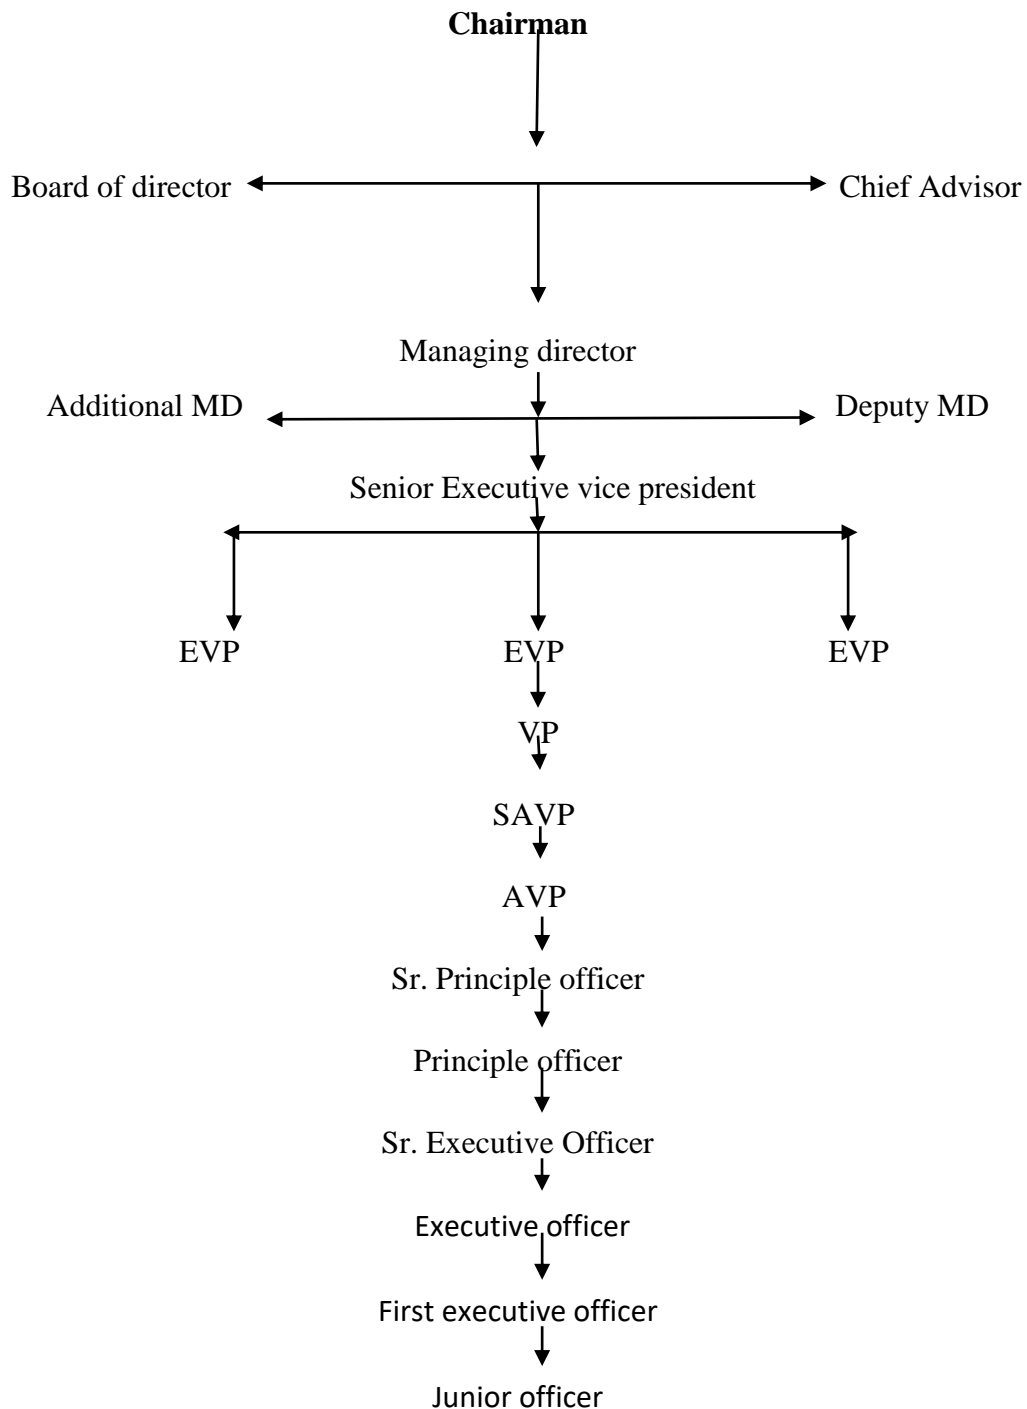 Chairman
Board of director
Chief Advisor
Managing director
Additional MD
Deputy MD
Senior Executive vice president
EVP
EVP
EVP
VP
SAVP
AVP
Sr. Principle officer
Principle officer
Sr. Executive Officer
Executive officer
First executive officer
Junior officer